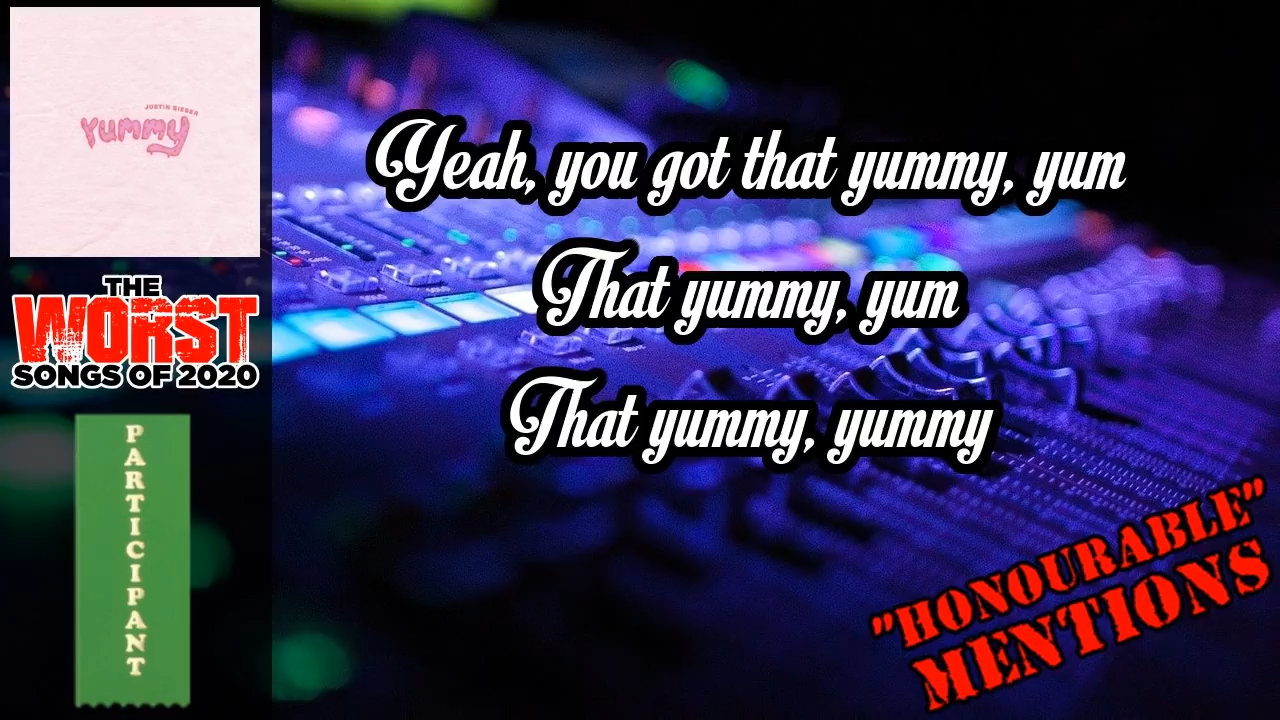 JUSTIN BIEBER
Yummy
THE
WORST
SONGS OF 2020
PARTICIPANT
Yeah, you got that yummy, yum
That yummy, yum
That yummy, yummy
"HONOURABLE"
MENTIONS